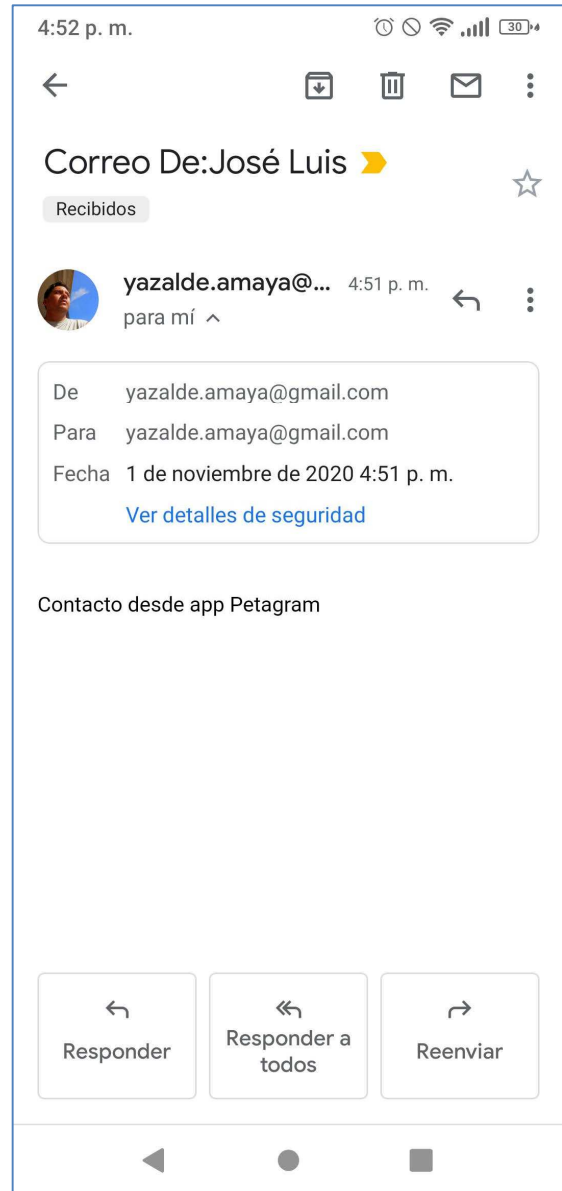 4:52 p. m. 30
Correo De:José Luis
Recibidos
yazalde.amaya@... 4:51 p. m.
para mí
De yazalde.amaya@gmail.com
Para yazalde.amaya@gmail.com
Fecha 1 de noviembre de 2020 4:51 p. m.
Ver detalles de seguridad
Contacto desde app Petagram
Responder
Responder a
todos
Reenviar